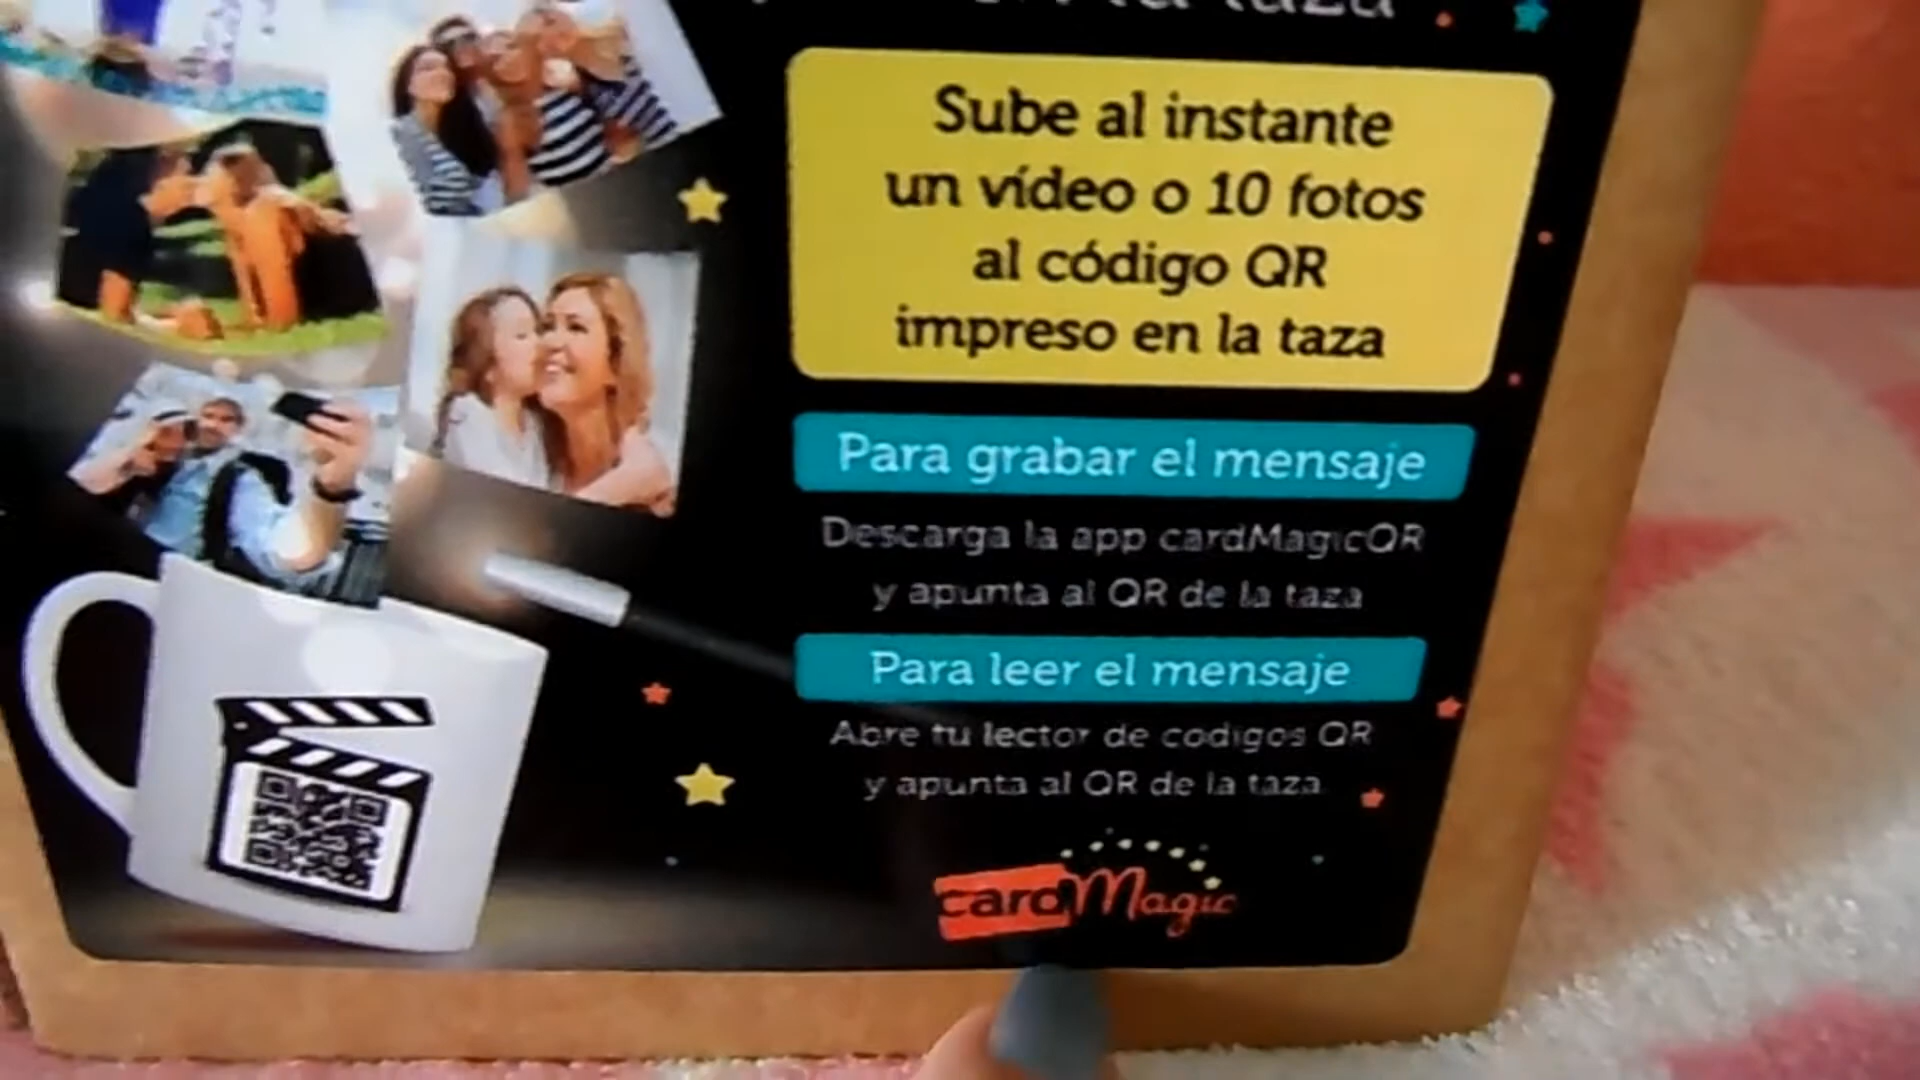 la taza
Sube al instante
un vídeo o 10 fotos
al código QR
impreso en la taza
Para grabar el mensaje
Descarga la app cardMagicQR
y apunta al QR de la taza
Para leer el mensaje
Abre tu lector de codigos QR
y apunta al QR de la taza
cardMagic